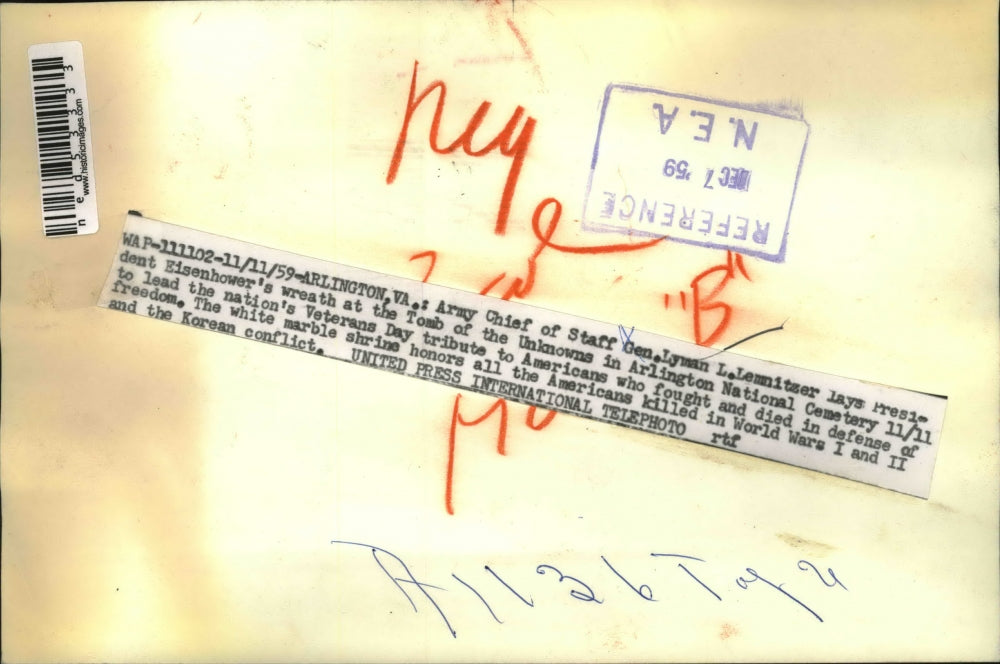 neg
N.E.A
DEC 7 '59
REFERENCE
"B"
WAP-111102-11/11/59-ARLINGTON,VA.: Army Chief of Staff Gen.Lyman L.Lemnitzer lays Presi-
dent Eisenhower's wreath at the Tomb of the Unknowns in Arlington National Cemetery 11/11
to lead the nation's Veterans Day tribute to Americans who fought and died in defense of
freedom. The white marble shrine honors all the Americans killed in World Wars I and II
and the Korean conflict. UNITED PRESS INTERNATIONAL TELEPHOTO rtf
ned53333
www.historicimages.com